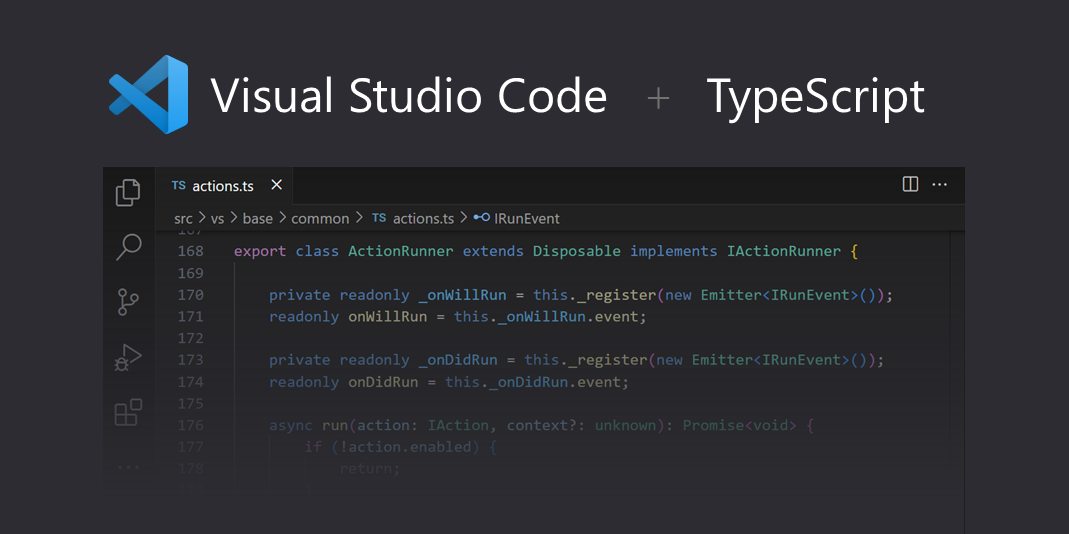 Visual Studio Code + TypeScript
TS actions.ts ×
src > vs > base > common > TS actions.ts > IRunEvent
167
168 export class ActionRunner extends Disposable implements IActionRunner {
169
170 private readonly _onWillRun = this._register(new Emitter<IRunEvent>());
171 readonly onWillRun = this._onWillRun.event;
172
173 private readonly _onDidRun = this._register(new Emitter<IRunEvent>());
174 readonly onDidRun = this._onDidRun.event;
175
176 async run(action: IAction, context?: unknown): Promise<void> {
177 if (!action.enabled) {
178 return;